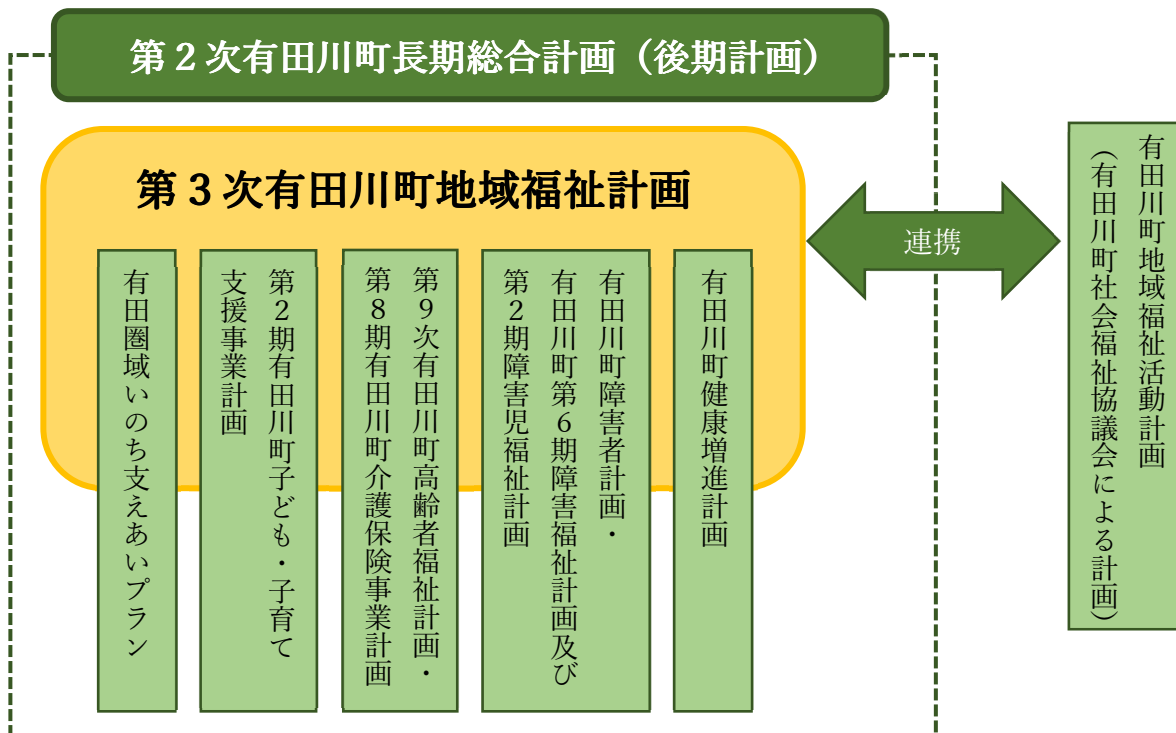 第２次有田川町長期総合計画（後期計画）
第３次有田川町地域福祉計画
連携
有田川町地域福祉活動計画
（有田川町社会福祉協議会による計画）
有田川町健康増進計画
有田川町障害者計画・
有田川町第６期障害福祉計画及び
第２期障害児福祉計画
第９次有田川町高齢者福祉計画・
第８期有田川町介護保険事業計画
第２期有田川町子ども・子育て
支援事業計画
有田圏域いのち支えあいプラン